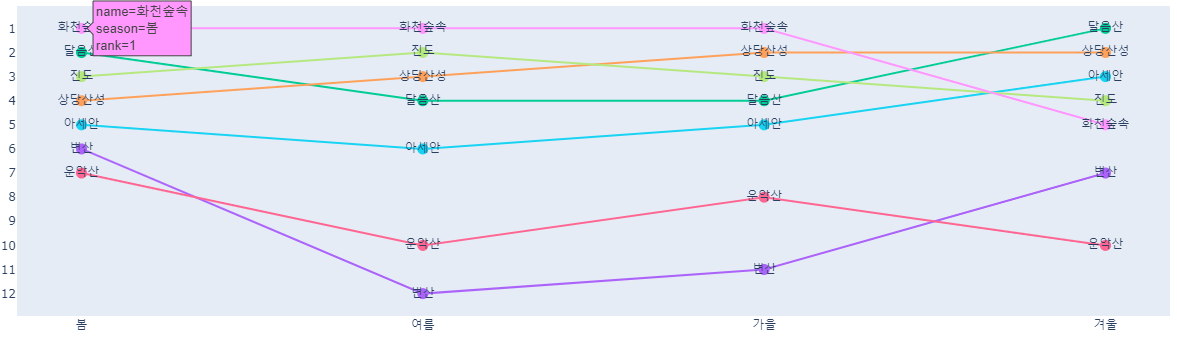 name=화천숲속
season=봄
rank=1
1 화천숲속 화천숲속 달음산
2 달음산 진도 상당산성 상당산성
3 진도 상당산성 진도 아세안
4 상당산성 달음산 달음산 진도
5 아세안 아세안 화천숲속
6 변산 아세안
7 운악산 변산
8 운악산
9
10 운악산 운악산
11 변산
12 변산
봄 여름 가을 겨울